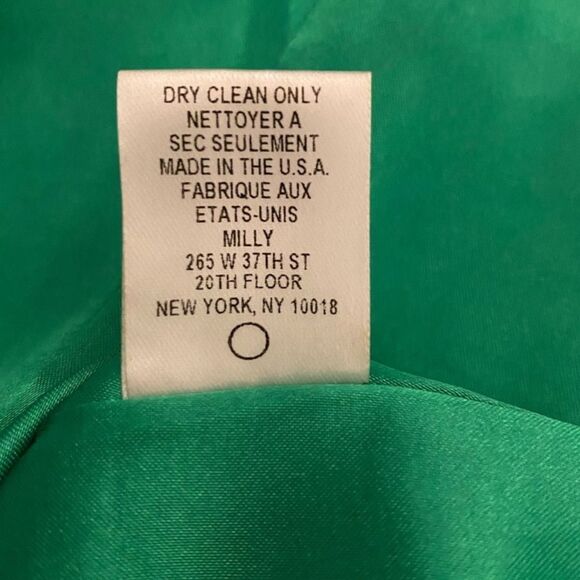 DRY CLEAN ONLY
NETTOYER A
SEC SEULEMENT
MADE IN THE U.S.A.
FABRIQUE AUX
ETATS-UNIS
MILLY
265 W 37TH ST
20TH FLOOR
NEW YORK, NY 10018